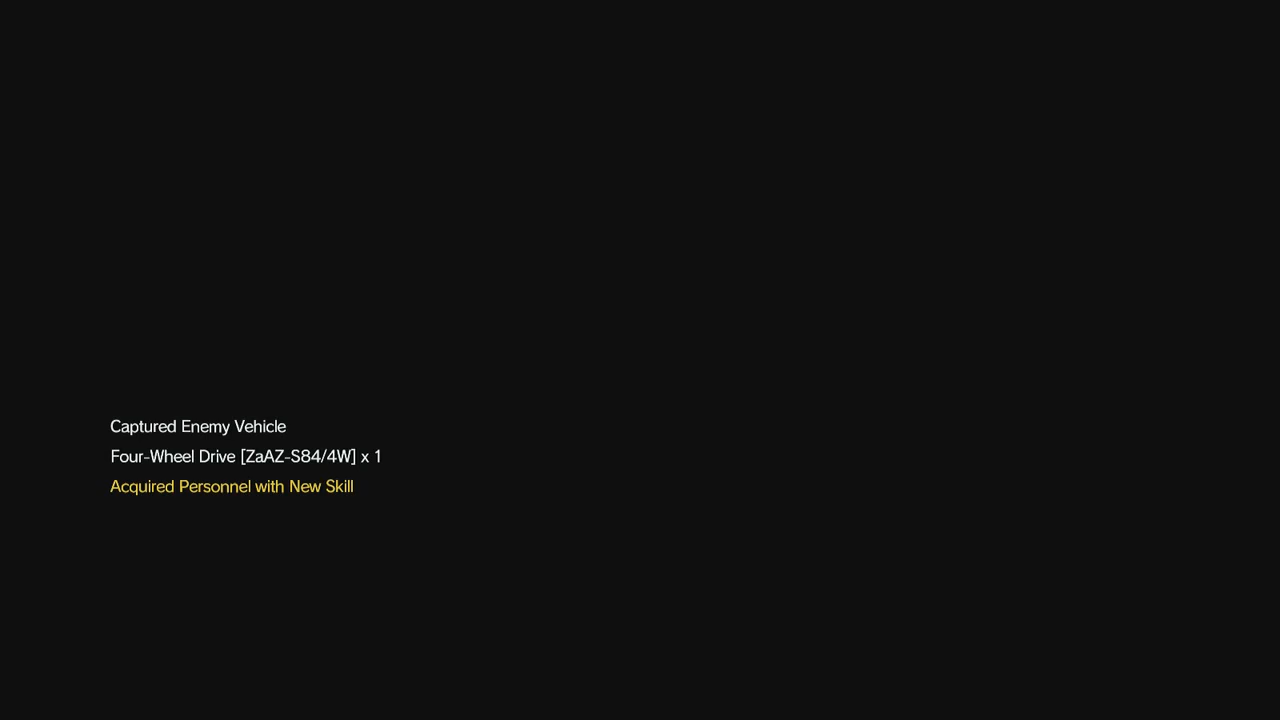 Captured Enemy Vehicle
Four-Wheel Drive [ZaAZ-S84/4W] x 1
Acquired Personnel with New Skill